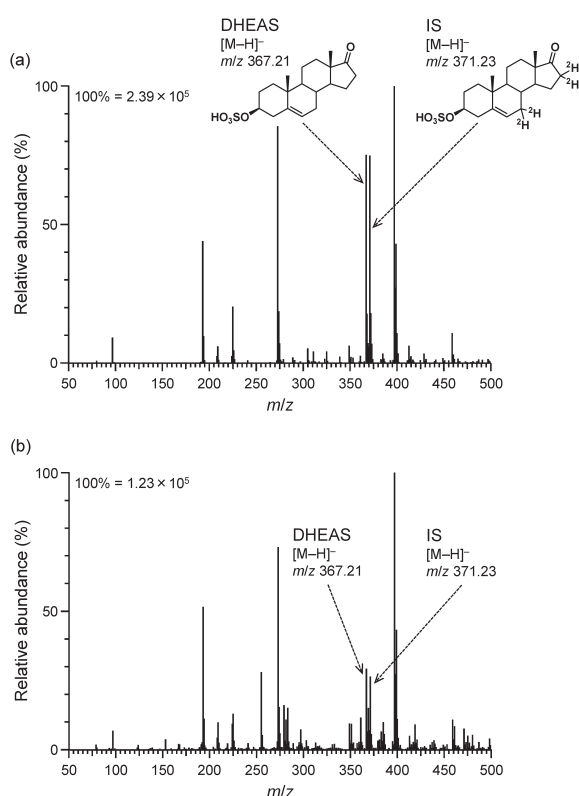 DHEAS
[M–H]⁻
m/z 367.21
IS
[M–H]⁻
m/z 371.23
(a)
100% = 2.39 × 10⁵
O
HO₃SO
O
²H
²H
²H
²H
HO₃SO
Relative abundance (%)
100
50
0
50 100 150 200 250 300 350 400 450 500
m/z
(b)
100% = 1.23 × 10⁵
DHEAS
[M–H]⁻
m/z 367.21
IS
[M–H]⁻
m/z 371.23
Relative abundance (%)
100
50
0
50 100 150 200 250 300 350 400 450 500
m/z